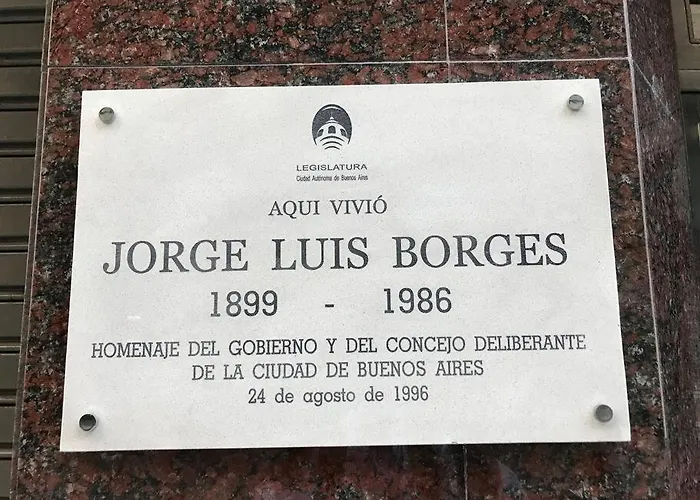 LEGISLATURA
Ciudad Autónoma de Buenos Aires
AQUI VIVIÓ
JORGE LUIS BORGES
1899 - 1986
HOMENAJE DEL GOBIERNO Y DEL CONCEJO DELIBERANTE
DE LA CIUDAD DE BUENOS AIRES
24 de agosto de 1996